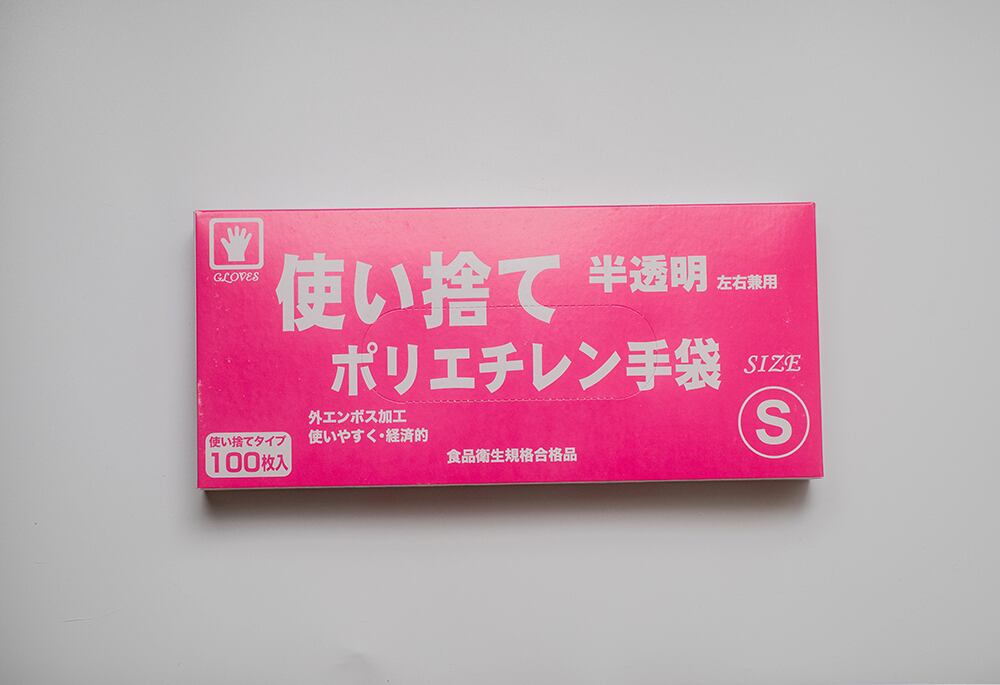 GLOVES
使い捨て 半透明 左右兼用
ポリエチレン手袋
SIZE
S
外エンボス加工
使いやすく・経済的
使い捨てタイプ
100枚入
食品衛生規格合格品